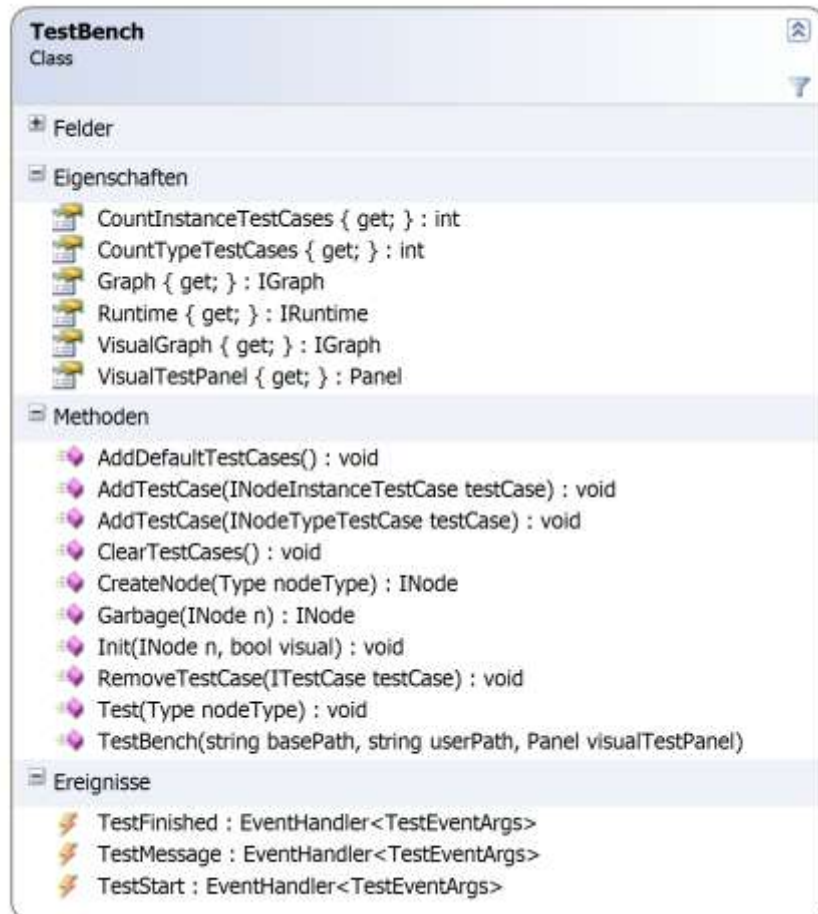 TestBench
Class
Felder
Eigenschaften
CountInstanceTestCases { get; } : int
CountTypeTestCases { get; } : int
Graph { get; } : IGraph
Runtime { get; } : IRuntime
VisualGraph { get; } : IGraph
VisualTestPanel { get; } : Panel
Methoden
AddDefaultTestCases() : void
AddTestCase(INodeInstanceTestCase testCase) : void
AddTestCase(INodeTypeTestCase testCase) : void
ClearTestCases() : void
CreateNode(Type nodeType) : INode
Garbage(INode n) : INode
Init(INode n, bool visual) : void
RemoveTestCase(ITestCase testCase) : void
Test(Type nodeType) : void
TestBench(string basePath, string userPath, Panel visualTestPanel)
Ereignisse
TestFinished : EventHandler<TestEventArgs>
TestMessage : EventHandler<TestEventArgs>
TestStart : EventHandler<TestEventArgs>